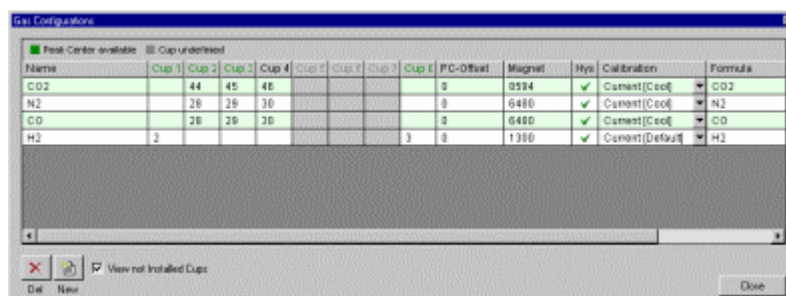 Gas Configurations
Peak Center available Cup undefined
Name Cup 1 Cup 2 Cup 3 Cup 4 Cup 5 Cup 6 Cup 7 Cup 8 PC-Offset Magnet Hys Calibration Formula
CO2 44 45 46 0 Current [Cool] CO2
N2 28 29 30 0 6480 Current [Cool] N2
CO 28 29 30 0 6480 Current [Cool] CO
H2 2 3 0 1300 Current [Default] H2
View not Installed Cups
Del New Close